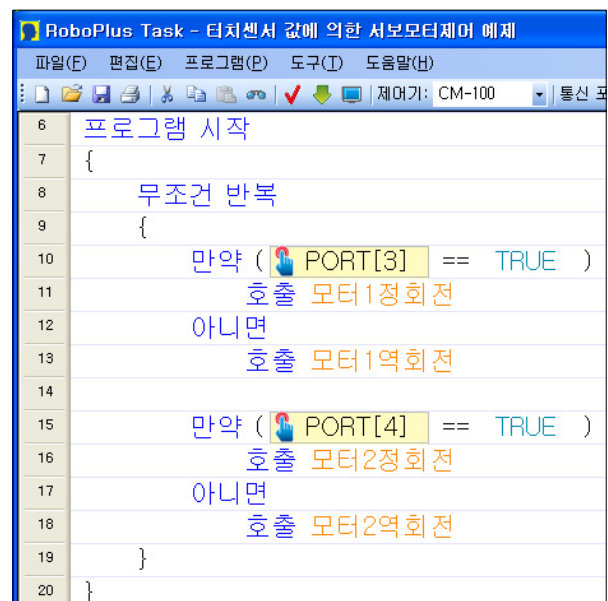 RoboPlus Task - 터치센서 값에 의한 서보모터제어 예제
파일(F) 편집(E) 프로그램(P) 도구(T) 도움말(H)
제어기: CM-100 통신
6 프로그램 시작
7 {
8 무조건 반복
9 {
10 만약 ( PORT[3] == TRUE )
11 호출 모터1정회전
12 아니면
13 호출 모터1역회전
14
15 만약 ( PORT[4] == TRUE )
16 호출 모터2정회전
17 아니면
18 호출 모터2역회전
19 }
20 }